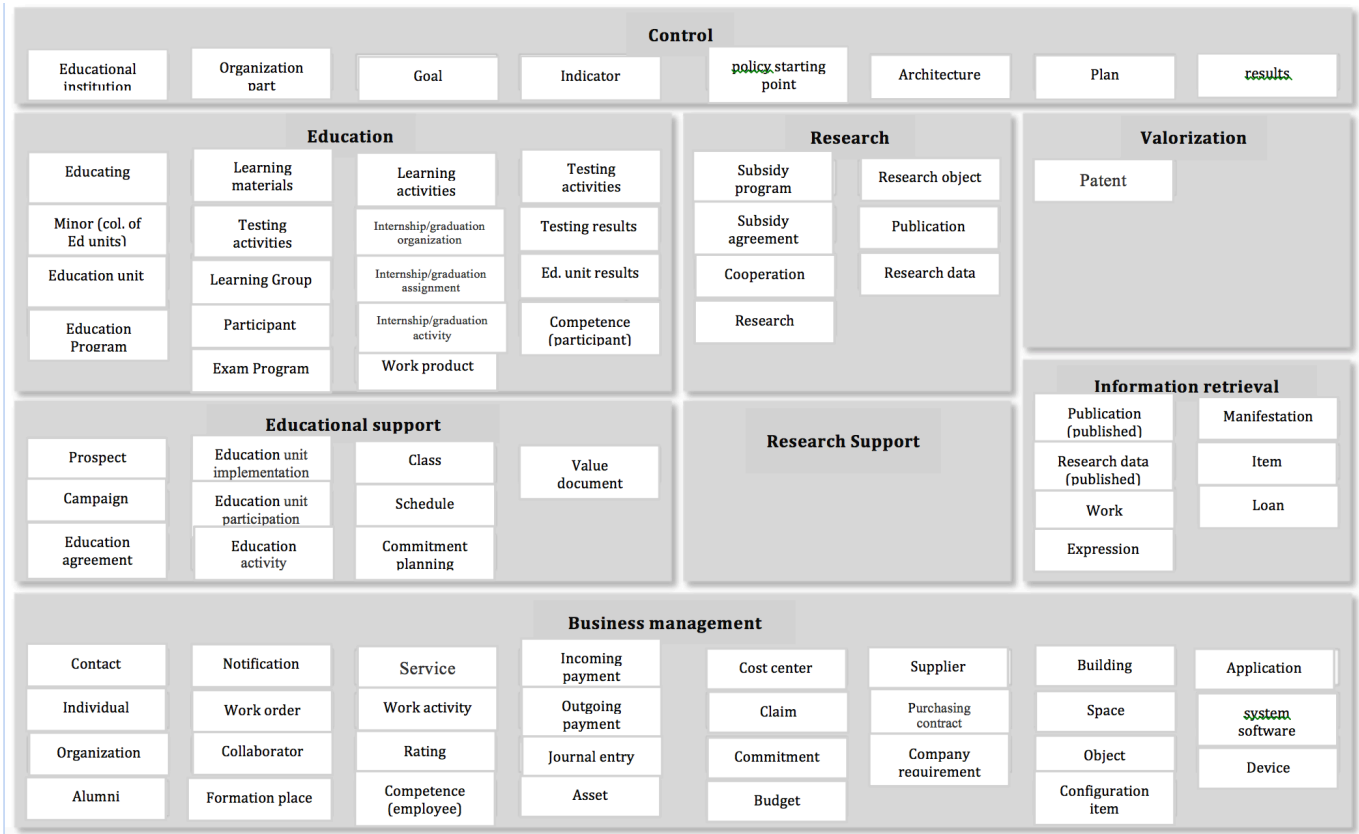 Control
Educational
institution
Organization
part
Goal
Indicator
policy starting
point
Architecture
Plan
results
Education
Educating
Minor (col. of
Ed units)
Education unit
Education
Program
Learning
materials
Testing
activities
Learning Group
Participant
Exam Program
Learning
activities
Internship/graduation
organization
Internship/graduation
assignment
Internship/graduation
activity
Work product
Testing
activities
Testing results
Ed. unit results
Competence
(participant)
Research
Subsidy
program
Subsidy
agreement
Cooperation
Research
Research object
Publication
Research data
Valorization
Patent
Information retrieval
Publication
(published)
Research data
(published)
Work
Expression
Manifestation
Item
Loan
Educational support
Prospect
Campaign
Education
agreement
Education unit
implementation
Education unit
participation
Education
activity
Class
Schedule
Commitment
planning
Value
document
Research Support
Business management
Contact
Individual
Organization
Alumni
Notification
Work order
Collaborator
Formation place
Service
Work activity
Rating
Competence
(employee)
Incoming
payment
Outgoing
payment
Journal entry
Asset
Cost center
Claim
Commitment
Budget
Supplier
Purchasing
contract
Company
requirement
Building
Space
Object
Configuration
item
Application
system
software
Device